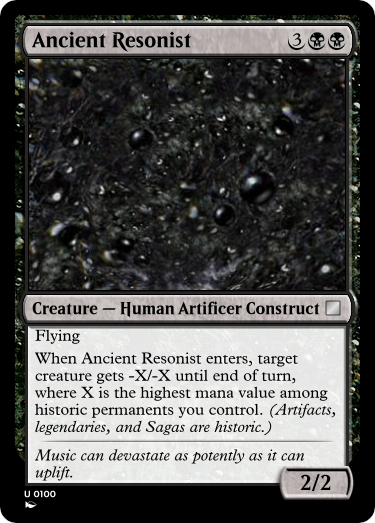 Ancient Resonist 3
Creature — Human Artificer Construct
Flying
When Ancient Resonist enters, target
creature gets -X/-X until end of turn,
where X is the highest mana value among
historic permanents you control. (Artifacts,
legendaries, and Sagas are historic.)
Music can devastate as potently as it can
uplift.
2/2
U 0100